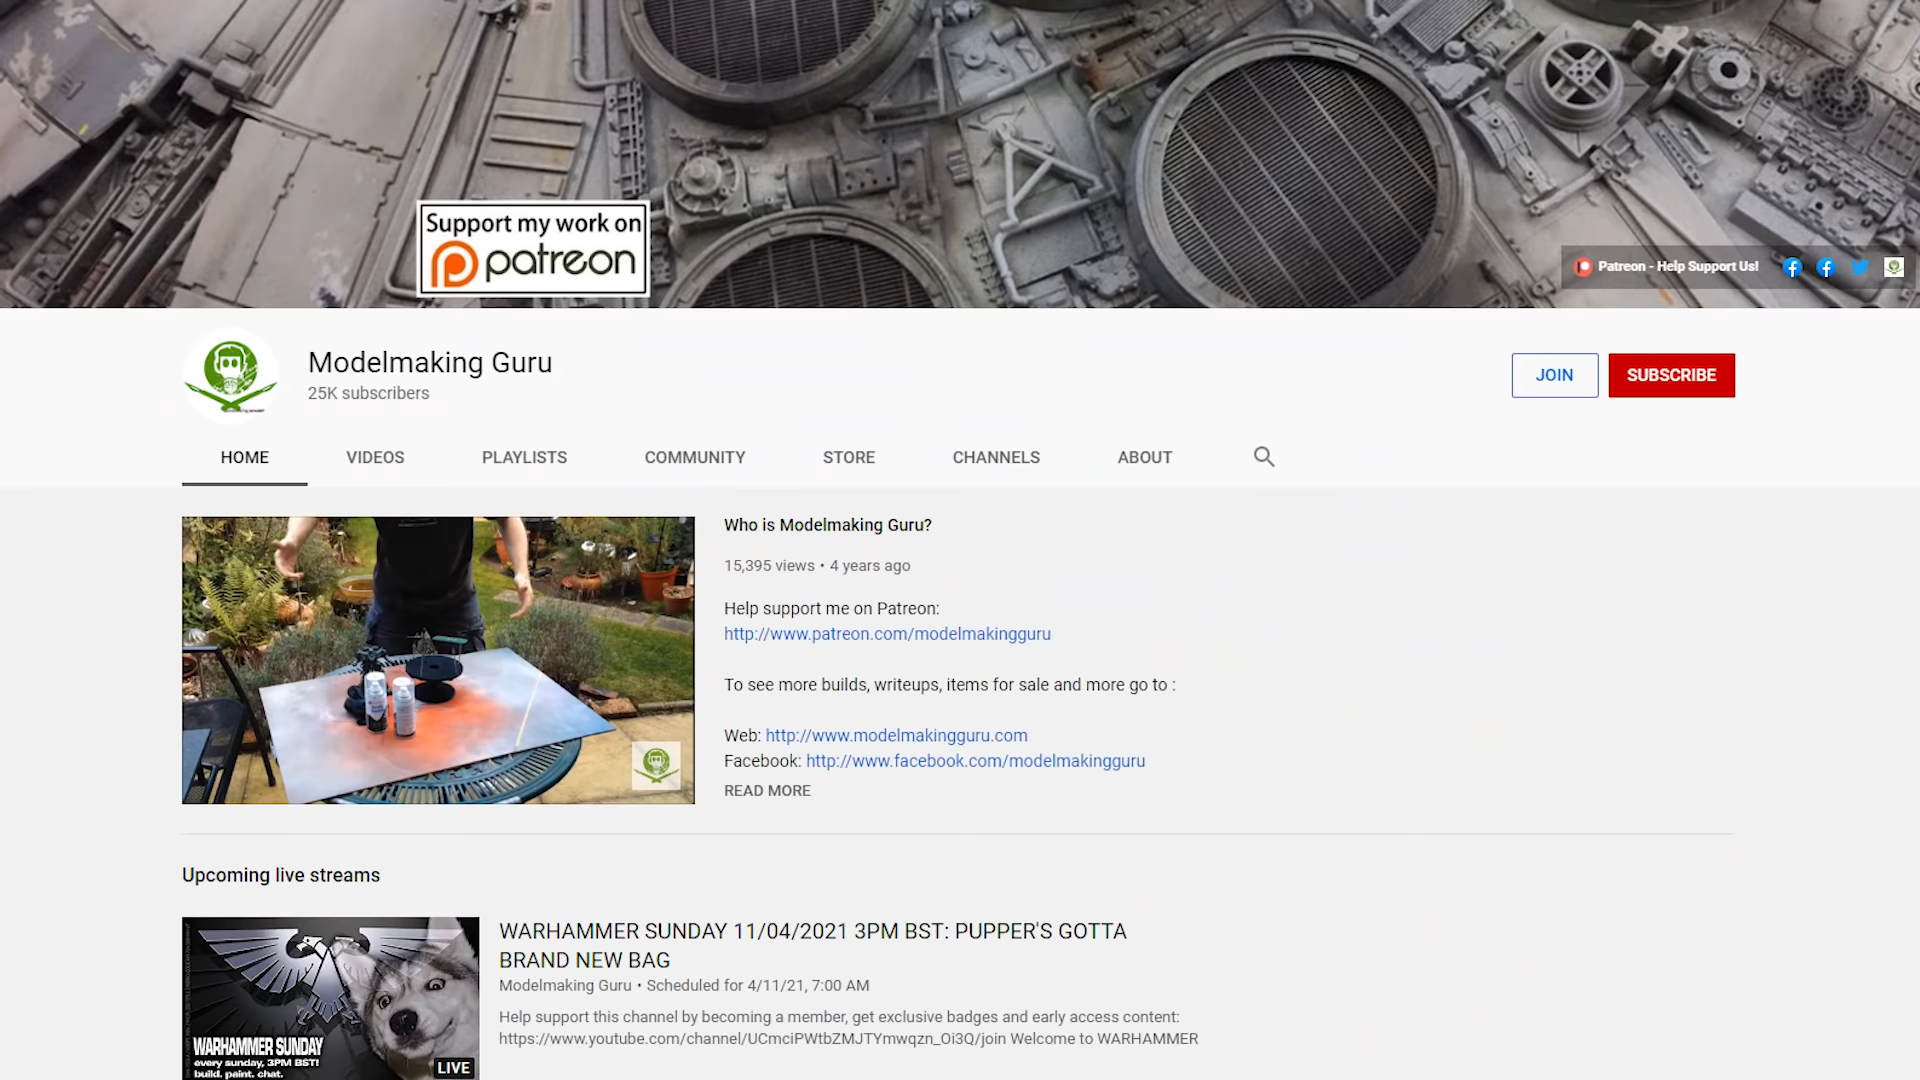 Support my work on
patreon
Patreon - Help Support Us!
Modelmaking Guru
25K subscribers
JOIN
SUBSCRIBE
HOME
VIDEOS
PLAYLISTS
COMMUNITY
STORE
CHANNELS
ABOUT
Who is Modelmaking Guru?
15,395 views • 4 years ago
Help support me on Patreon:
http://www.patreon.com/modelmakingguru
To see more builds, writeups, items for sale and more go to :
Web: http://www.modelmakingguru.com
Facebook: http://www.facebook.com/modelmakingguru
READ MORE
Upcoming live streams
WARHAMMER SUNDAY
every sunday, 3PM BST!
build. paint. chat.
LIVE
WARHAMMER SUNDAY 11/04/2021 3PM BST: PUPPER'S GOTTA
BRAND NEW BAG
Modelmaking Guru • Scheduled for 4/11/21, 7:00 AM
Help support this channel by becoming a member, get exclusive badges and early access content:
https://www.youtube.com/channel/UCmciPWtbZMJTYmwqzn_Oi3Q/join Welcome to WARHAMMER